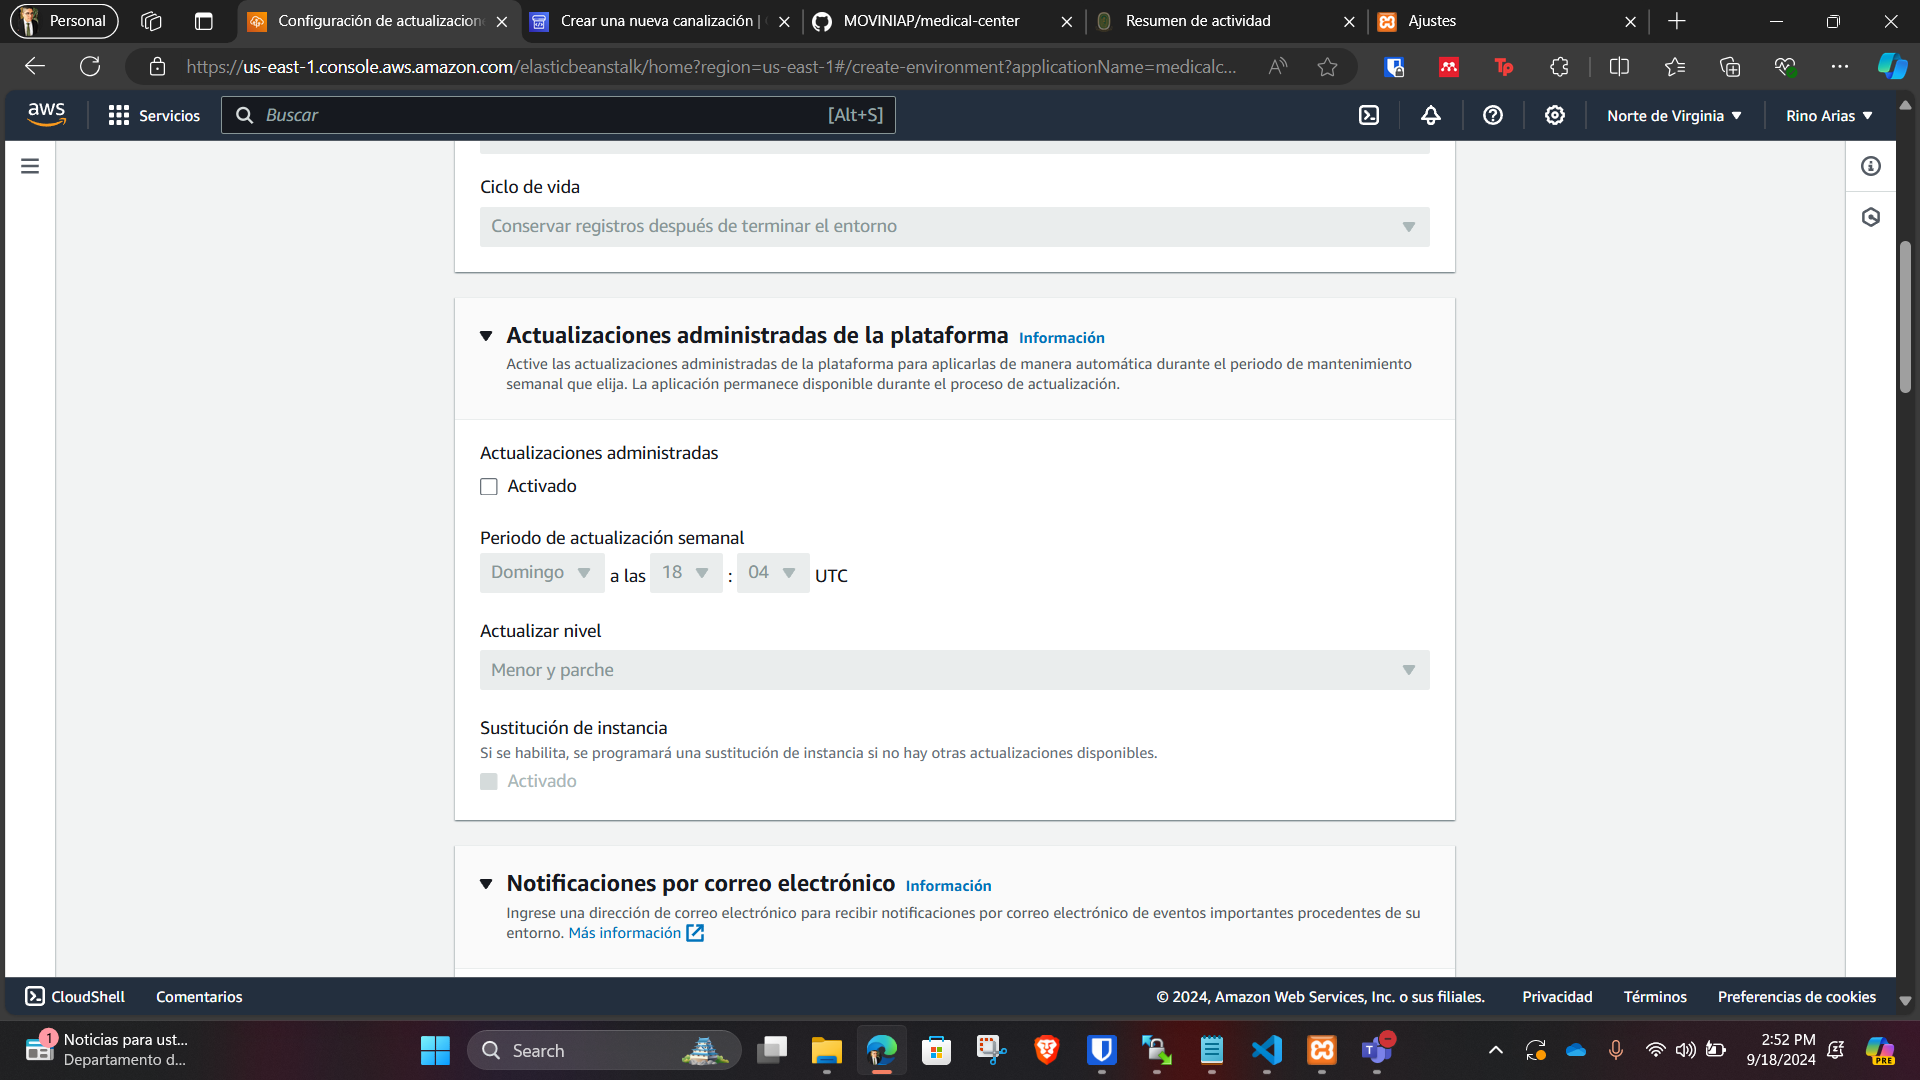 Personal
Configuración de actualizacion
Crear una nueva canalización |
MOVINIAP/medical-center
Resumen de actividad
Ajustes
https://us-east-1.console.aws.amazon.com/elasticbeanstalk/home?region=us-east-1#/create-environment?applicationName=medicalc...
aws
Servicios
Buscar
[Alt+S]
Norte de Virginia
Rino Arias
Ciclo de vida
Conservar registros después de terminar el entorno
Actualizaciones administradas de la plataforma Información
Active las actualizaciones administradas de la plataforma para aplicarlas de manera automática durante el periodo de mantenimiento
semanal que elija. La aplicación permanece disponible durante el proceso de actualización.
Actualizaciones administradas
Activado
Periodo de actualización semanal
Domingo a las 18 : 04 UTC
Actualizar nivel
Menor y parche
Sustitución de instancia
Si se habilita, se programará una sustitución de instancia si no hay otras actualizaciones disponibles.
Activado
Notificaciones por correo electrónico Información
Ingrese una dirección de correo electrónico para recibir notificaciones por correo electrónico de eventos importantes procedentes de su
entorno. Más información
CloudShell
Comentarios
© 2024, Amazon Web Services, Inc. o sus filiales.
Privacidad
Términos
Preferencias de cookies
1
Noticias para ust...
Departamento d...
Search
2:52 PM
9/18/2024
PRE